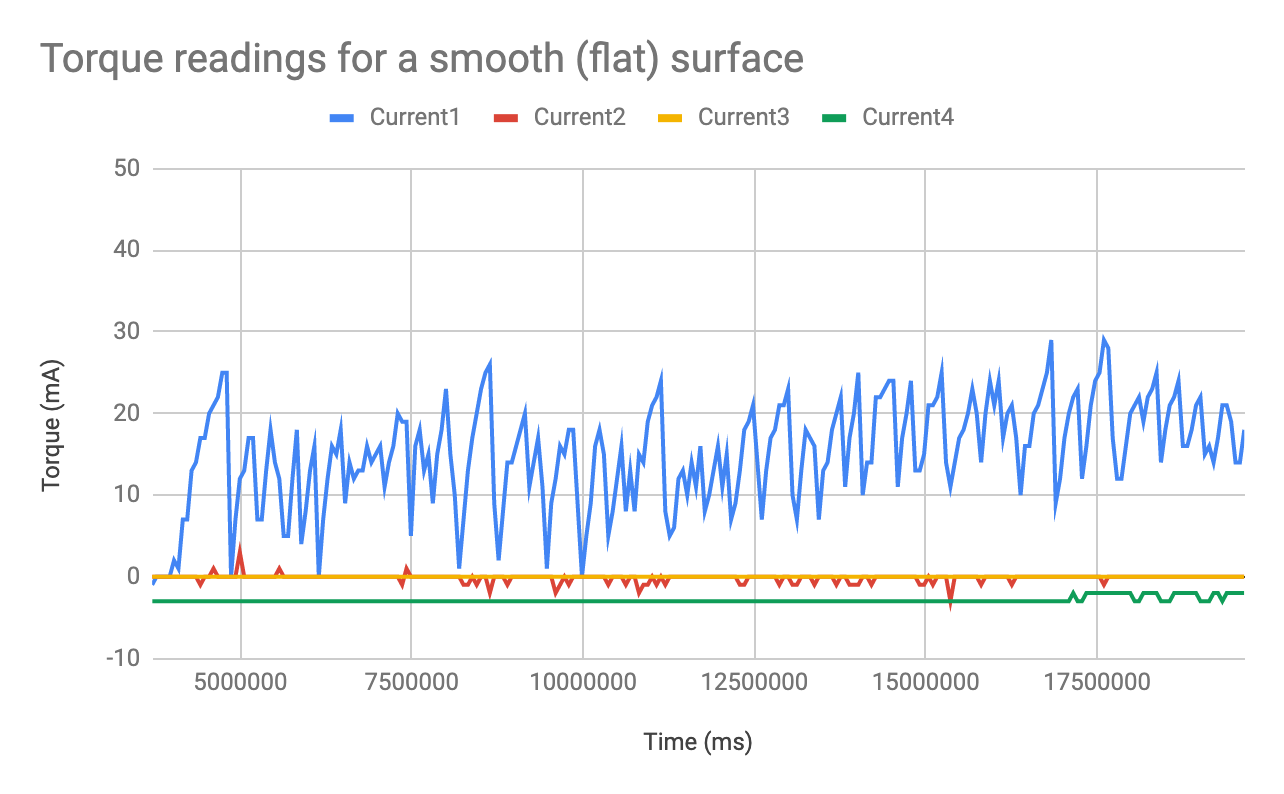 Torque readings for a smooth (flat) surface
Current1 Current2 Current3 Current4
50
40
30
20
10
0
-10
Torque (mA)
5000000 7500000 10000000 12500000 15000000 17500000
Time (ms)